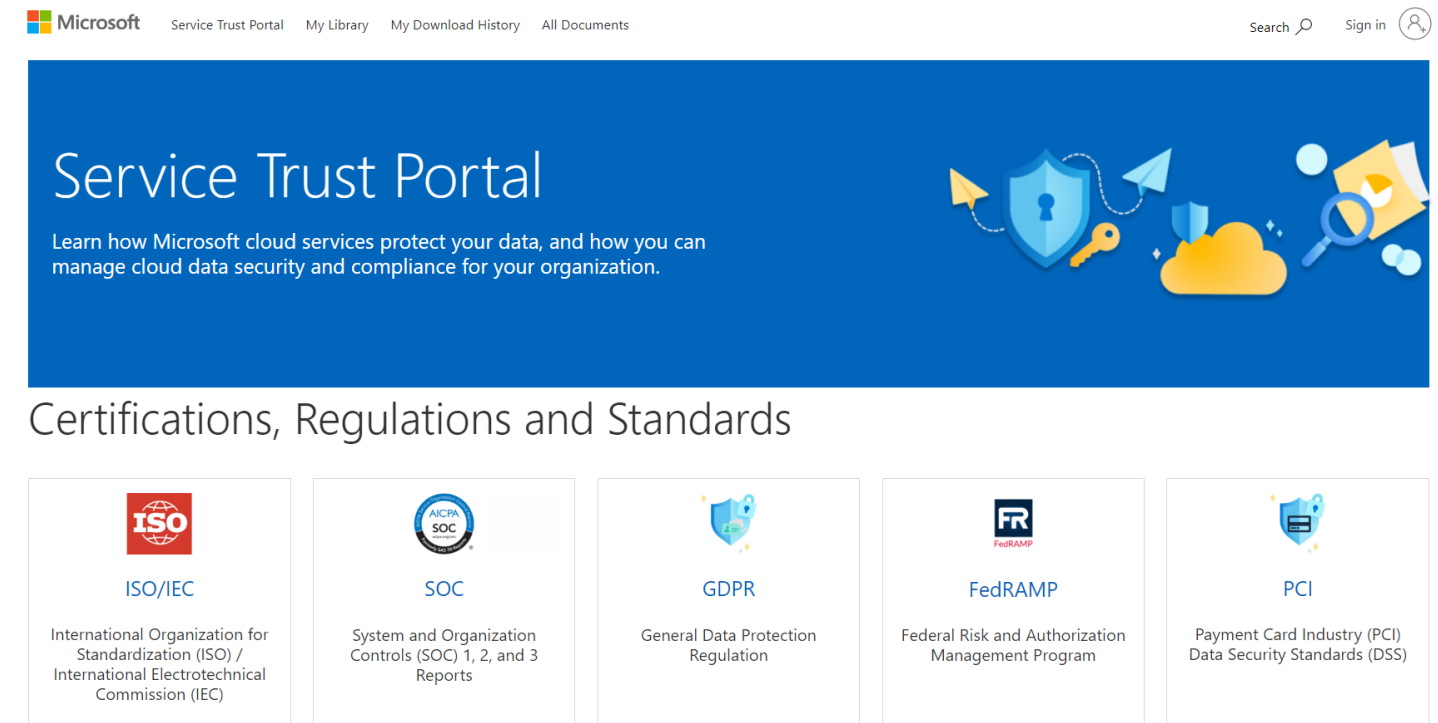 Microsoft
Service Trust Portal
My Library
My Download History
All Documents
Search
Sign in
Service Trust Portal
Learn how Microsoft cloud services protect your data, and how you can
manage cloud data security and compliance for your organization.
Certifications, Regulations and Standards
ISO
ISO/IEC
International Organization for
Standardization (ISO) /
International Electrotechnical
Commission (IEC)
AICPA
SOC
SOC
System and Organization
Controls (SOC) 1, 2, and 3
Reports
GDPR
General Data Protection
Regulation
FR
FedRAMP
FedRAMP
Federal Risk and Authorization
Management Program
PCI
Payment Card Industry (PCI)
Data Security Standards (DSS)